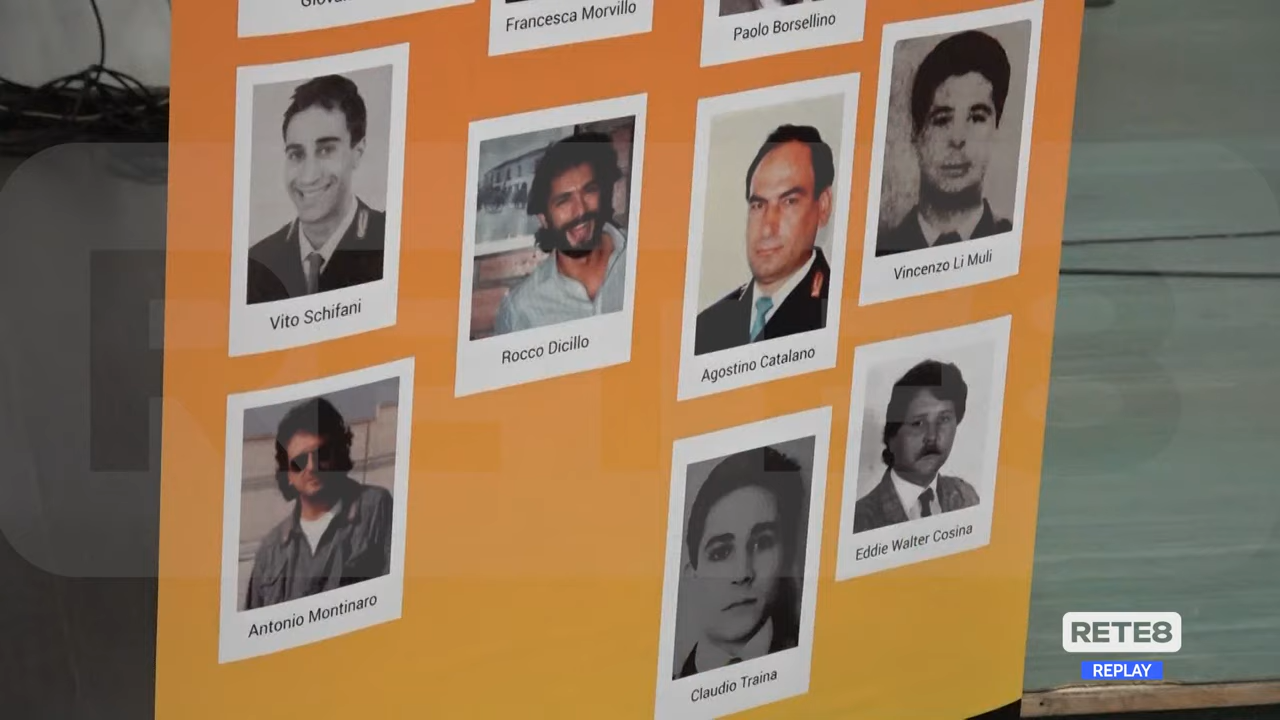 Francesca Morvillo
Paolo Borsellino
Vito Schifani
Rocco Dicillo
Agostino Catalano
Vincenzo Li Muli
Antonio Montinaro
Claudio Traina
Eddie Walter Cosina
RETE8
RETE8
REPLAY